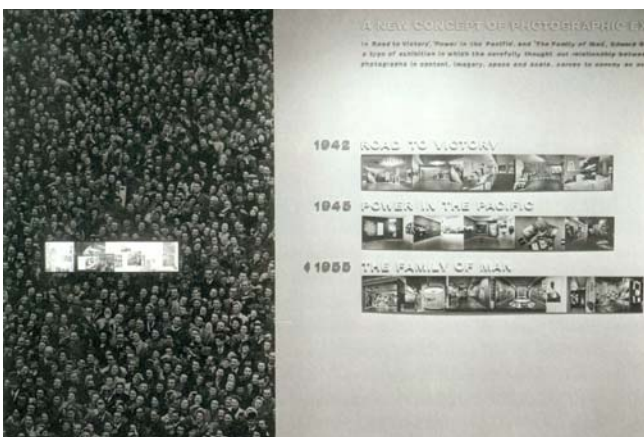 A NEW CONCEPT OF PHOTOGRAPHIC EX
In 'Road to Victory', 'Power in the Pacific', and 'The Family of Man', Edward
a type of exhibition in which the carefully thought out relationship betwee
photographs in content, imagery, space and scale, serves to convey an
1942 ROAD TO VICTORY
1945 POWER IN THE PACIFIC
1955 THE FAMILY OF MAN